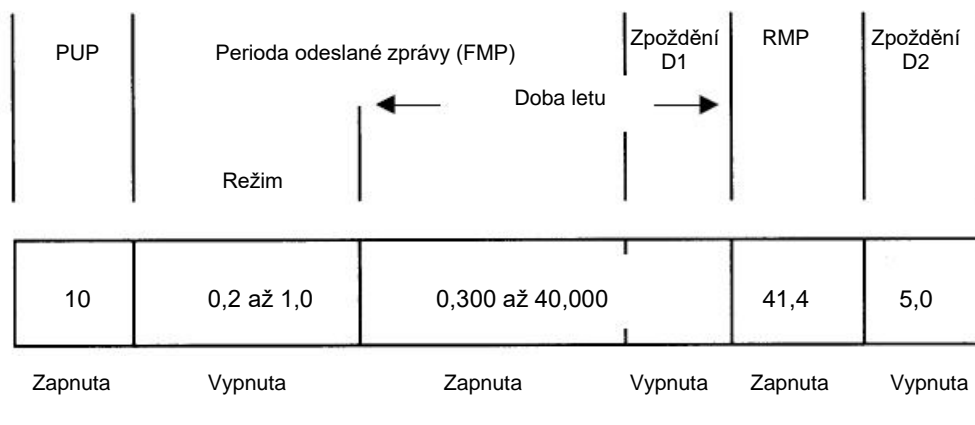 PUP
Perioda odeslané zprávy (FMP)
Zpoždění
D1
RMP
Zpoždění
D2
Doba letu
Režim
10
0,2 až 1,0
0,300 až 40,000
41,4
5,0
Zapnuta
Vypnuta
Zapnuta
Vypnuta
Zapnuta
Vypnuta